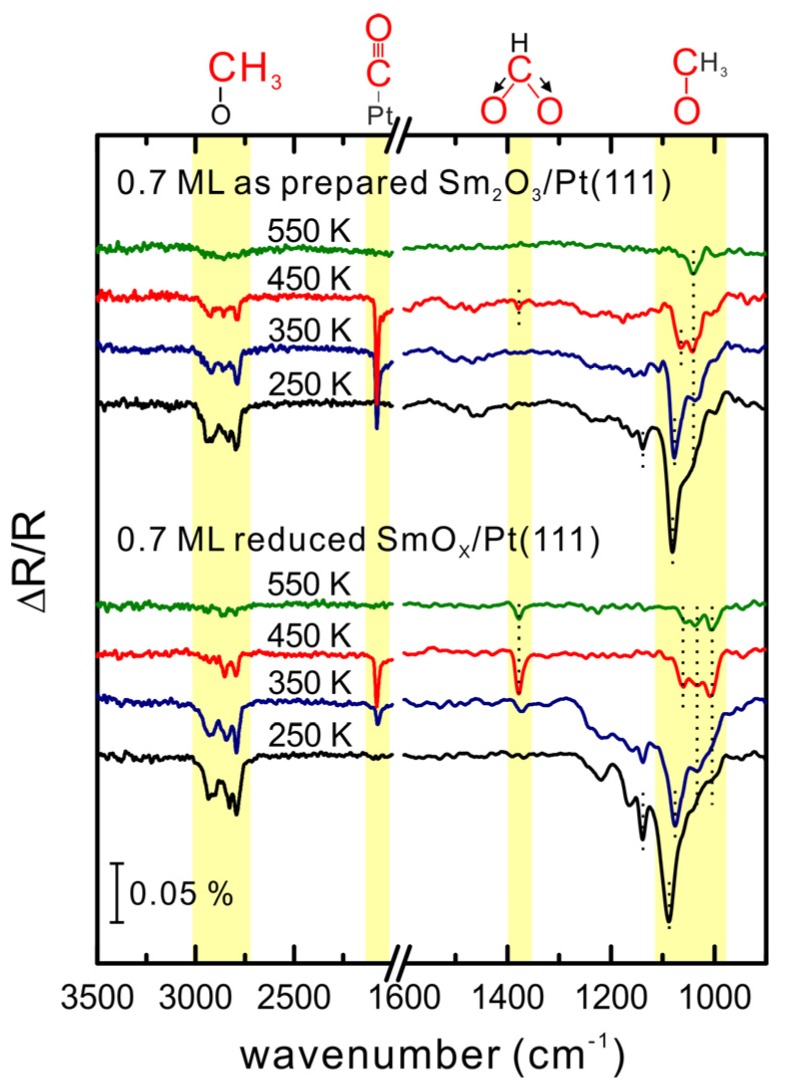 O
C
Pt
CH₃
O
H
C
O O
CH₃
O
0.7 ML as prepared Sm₂O₃/Pt(111)
550 K
450 K
350 K
250 K
0.7 ML reduced SmOₓ/Pt(111)
550 K
450 K
350 K
250 K
0.05 %
ΔR/R
3500 3000 2500 1600 1400 1200 1000
wavenumber (cm⁻¹)